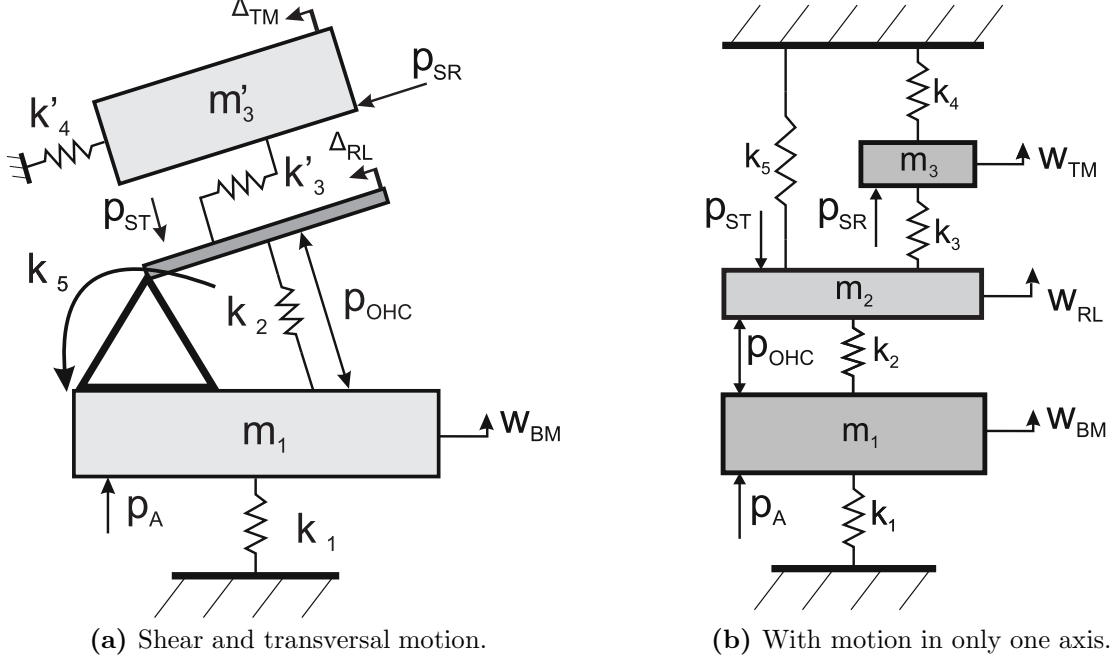 Δ_TM
p_SR
m'_3
k'_4
Δ_RL
k'_3
p_ST
k_5
k_2
p_OHC
m_1
w_BM
p_A
k_1
(a) Shear and transversal motion.
k_4
k_5
m_3
w_TM
p_ST
p_SR
k_3
m_2
w_RL
p_OHC
k_2
m_1
w_BM
p_A
k_1
(b) With motion in only one axis.